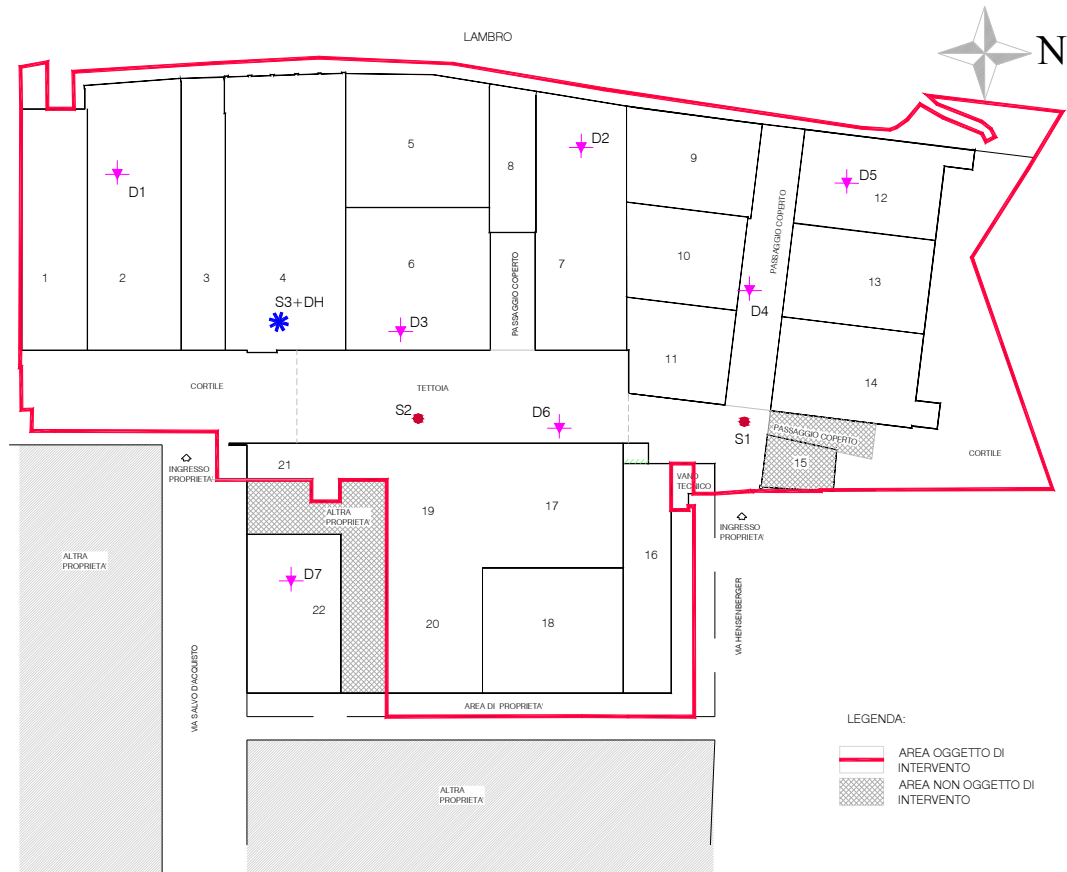 LAMBRO
N
5
8
D2
9
D5
12
D1
PASSAGGIO COPERTO
1
2
3
4
6
PASSAGGIO COPERTO
7
10
13
S3+DH
D3
D4
11
14
CORTILE
TETTOIA
S2
D6
S1
PASSAGGIO COPERTO
CORTILE
15
INGRESSO
PROPRIETA'
21
VANO
TECNICO
19
17
ALTRA
PROPRIETA'
INGRESSO
PROPRIETA'
ALTRA
PROPRIETA'
16
D7
22
20
18
VIA HENSENBERGER
VIA SALVO D'ACQUISTO
AREA DI PROPRIETA'
LEGENDA:
AREA OGGETTO DI
INTERVENTO
AREA NON OGGETTO DI
INTERVENTO
ALTRA
PROPRIETA'